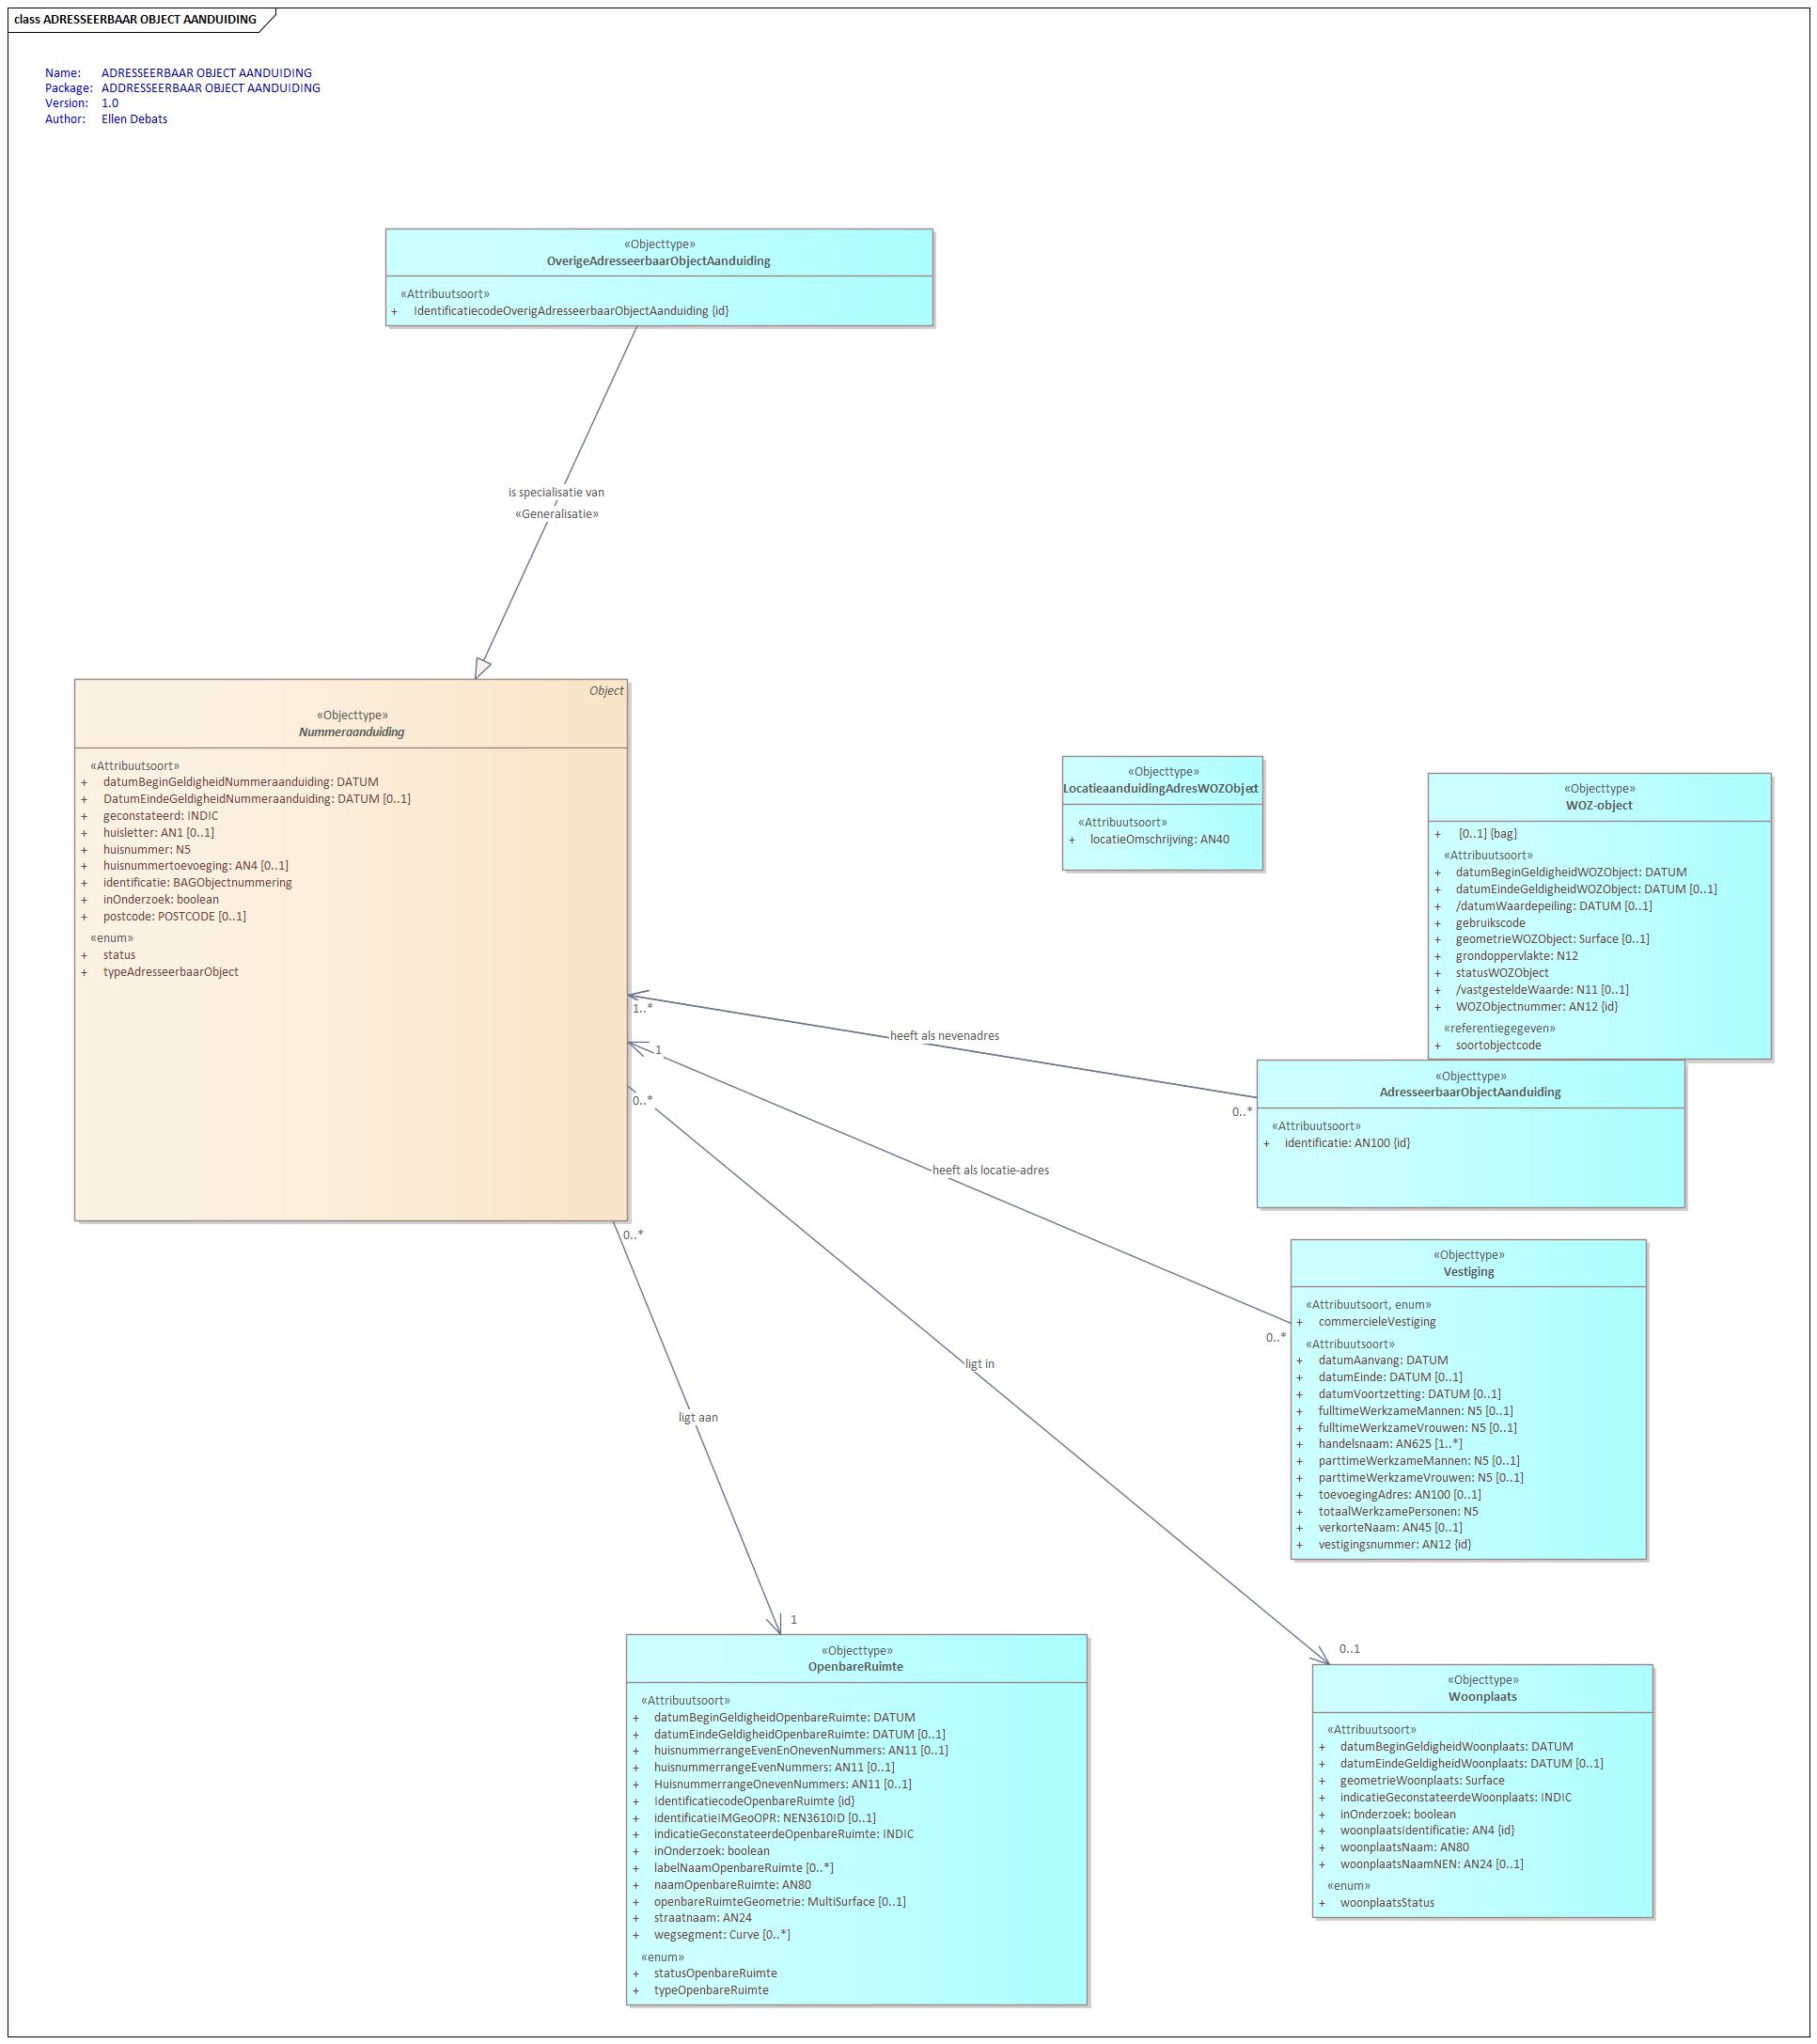 class ADRESSEERBAAR OBJECT AANDUIDING
Name: ADRESSEERBAAR OBJECT AANDUIDING
Package: ADDRESSEERBAAR OBJECT AANDUIDING
Version: 1.0
Author: Ellen Debats
«Objecttype»
OverigeAdresseerbaarObjectAanduiding
«Attribuutsoort»
+ IdentificatiecodeOverigAdresseerbaarObjectAanduiding {id}
is specialisatie van
«Generalisatie»
Object
«Objecttype»
Nummeraanduiding
«Attribuutsoort»
+ datumBeginGeldigheidNummeraanduiding: DATUM
+ DatumEindeGeldigheidNummeraanduiding: DATUM [0..1]
+ geconstateerd: INDIC
+ huisletter: AN1 [0..1]
+ huisnummer: N5
+ huisnummertoevoeging: AN4 [0..1]
+ identificatie: BAGObjectnummering
+ inOnderzoek: boolean
+ postcode: POSTCODE [0..1]
«enum»
+ status
+ typeAdresseerbaarObject
«Objecttype»
LocatieaanduidingAdresWOZObject
«Attribuutsoort»
+ locatieOmschrijving: AN40
«Objecttype»
WOZ-object
+ [0..1] {bag}
«Attribuutsoort»
+ datumBeginGeldigheidWOZObject: DATUM
+ datumEindeGeldigheidWOZObject: DATUM [0..1]
+ /datumWaardepeiling: DATUM [0..1]
+ gebruikscode
+ geometrieWOZObject: Surface [0..1]
+ grondoppervlakte: N12
+ statusWOZObject
+ /vastgesteldeWaarde: N11 [0..1]
+ WOZObjectnummer: AN12 {id}
«referentiegegeven»
+ soortobjectcode
1..*
heeft als nevenadres
0..*
«Objecttype»
AdresseerbaarObjectAanduiding
«Attribuutsoort»
+ identificatie: AN100 {id}
1
heeft als locatie-adres
0..*
«Objecttype»
Vestiging
«Attribuutsoort, enum»
+ commercieleVestiging
«Attribuutsoort»
+ datumAanvang: DATUM
+ datumEinde: DATUM [0..1]
+ datumVoortzetting: DATUM [0..1]
+ fulltimeWerkzameMannen: N5 [0..1]
+ fulltimeWerkzameVrouwen: N5 [0..1]
+ handelsnaam: AN625 [1..*]
+ parttimeWerkzameMannen: N5 [0..1]
+ parttimeWerkzameVrouwen: N5 [0..1]
+ toevoegingAdres: AN100 [0..1]
+ totaalWerkzamePersonen: N5
+ verkorteNaam: AN45 [0..1]
+ vestigingsnummer: AN12 {id}
0..*
ligt in
0..1
0..*
ligt aan
1
«Objecttype»
OpenbareRuimte
«Attribuutsoort»
+ datumBeginGeldigheidOpenbareRuimte: DATUM
+ datumEindeGeldigheidOpenbareRuimte: DATUM [0..1]
+ huisnummerrangeEvenEnOnevenNummers: AN11 [0..1]
+ huisnummerrangeEvenNummers: AN11 [0..1]
+ HuisnummerrangeOnevenNummers: AN11 [0..1]
+ IdentificatiecodeOpenbareRuimte {id}
+ identificatieIMGeoOPR: NEN3610ID [0..1]
+ indicatieGeconstateerdeOpenbareRuimte: INDIC
+ inOnderzoek: boolean
+ labelNaamOpenbareRuimte [0..*]
+ naamOpenbareRuimte: AN80
+ openbareRuimteGeometrie: MultiSurface [0..1]
+ straatnaam: AN24
+ wegsegment: Curve [0..*]
«enum»
+ statusOpenbareRuimte
+ typeOpenbareRuimte
«Objecttype»
Woonplaats
«Attribuutsoort»
+ datumBeginGeldigheidWoonplaats: DATUM
+ datumEindeGeldigheidWoonplaats: DATUM [0..1]
+ geometrieWoonplaats: Surface
+ indicatieGeconstateerdeWoonplaats: INDIC
+ inOnderzoek: boolean
+ woonplaatsIdentificatie: AN4 {id}
+ woonplaatsNaam: AN80
+ woonplaatsNaamNEN: AN24 [0..1]
«enum»
+ woonplaatsStatus